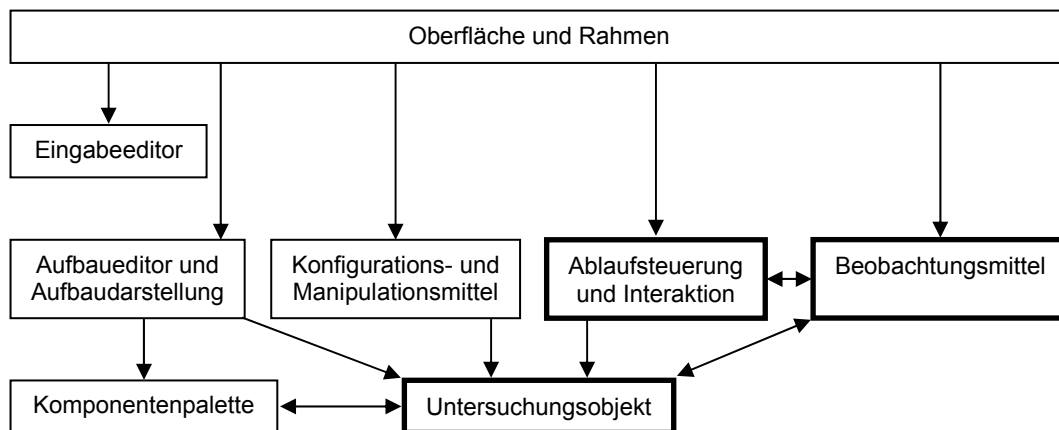 Oberfläche und Rahmen
Eingabeeditor
Aufbaueditor und
Aufbaudarstellung
Konfigurations- und
Manipulationsmittel
Ablaufsteuerung
und Interaktion
Beobachtungsmittel
Komponentenpalette
Untersuchungsobjekt